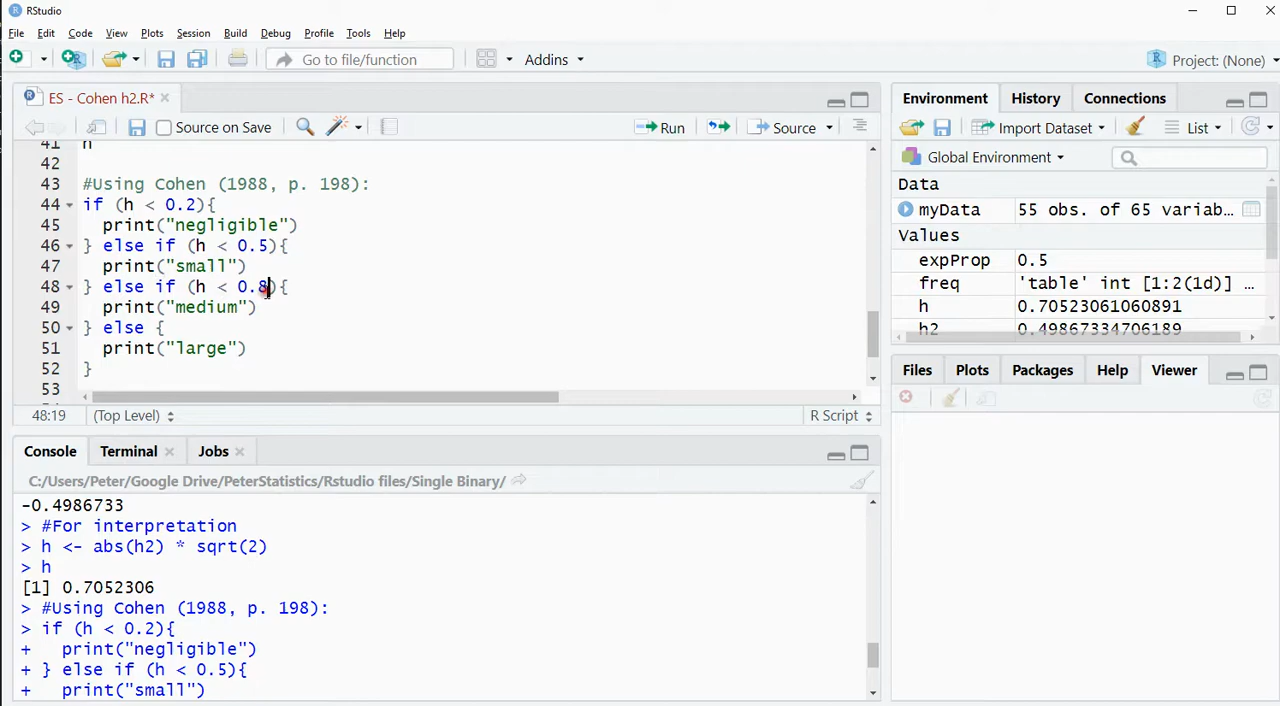 RStudio
File Edit Code View Plots Session Build Debug Profile Tools Help
Go to file/function Addins Project: (None)
ES - Cohen h2.R*
Source on Save Run Source
41 h
42
43 #Using Cohen (1988, p. 198):
44 if (h < 0.2){
45 print("negligible")
46 } else if (h < 0.5){
47 print("small")
48 } else if (h < 0.8){
49 print("medium")
50 } else {
51 print("large")
52 }
53
48:19 (Top Level) R Script
Console Terminal Jobs
C:/Users/Peter/Google Drive/PeterStatistics/Rstudio files/Single Binary/
-0.4986733
> #For interpretation
> h <- abs(h2) * sqrt(2)
> h
[1] 0.7052306
> #Using Cohen (1988, p. 198):
> if (h < 0.2){
+ print("negligible")
+ } else if (h < 0.5){
+ print("small")
Environment History Connections
Import Dataset List
Global Environment
Data
myData 55 obs. of 65 variab…
Values
expProp 0.5
freq 'table' int [1:2(1d)] …
h 0.70523061060891
h2 0.49867334706189
Files Plots Packages Help Viewer